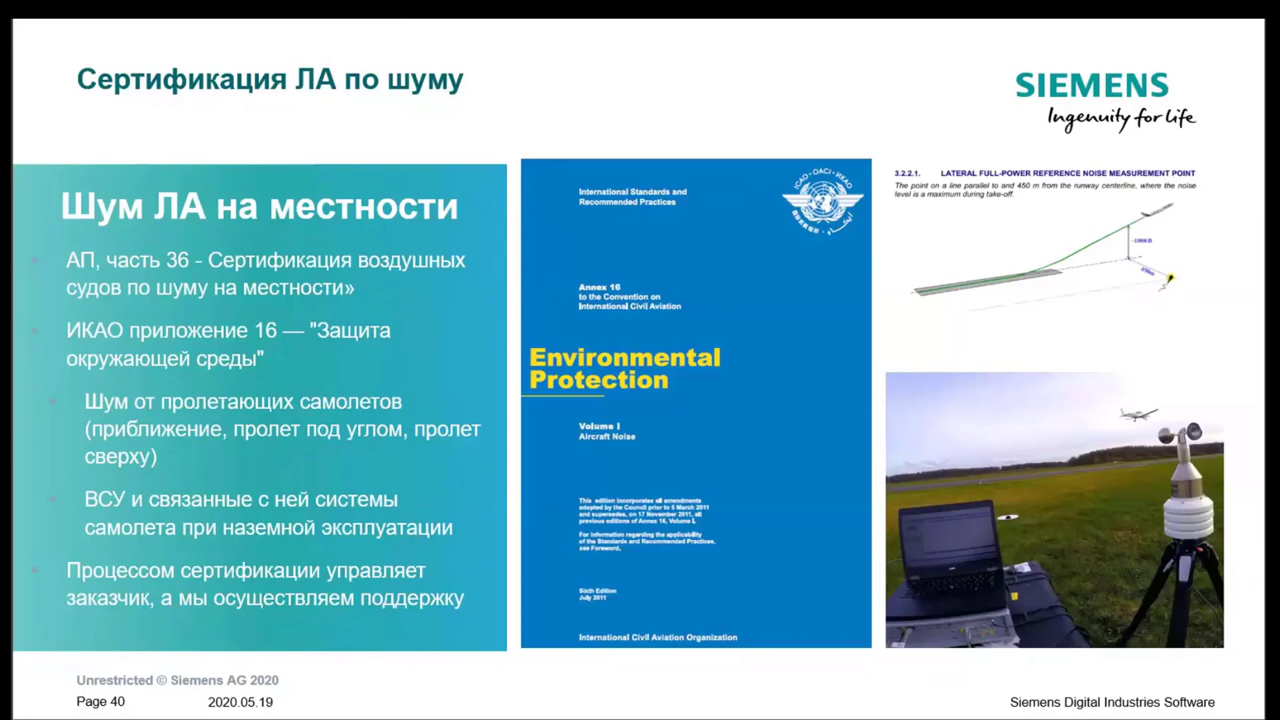 Сертификация ЛА по шуму
SIEMENS
Ingenuity for life
Шум ЛА на местности
АП, часть 36 - Сертификация воздушных
судов по шуму на местности»
ИКАО приложение 16 — "Защита
окружающей среды"
Шум от пролетающих самолетов
(приближение, пролет под углом, пролет
сверху)
ВСУ и связанные с ней системы
самолета при наземной эксплуатации
Процессом сертификации управляет
заказчик, а мы осуществляем поддержку
International Standards and
Recommended Practices
Annex 16
to the Convention on
International Civil Aviation
Environmental
Protection
Volume I
Aircraft Noise
This edition incorporates all amendments
adopted by the Council prior to 5 March 2011
and supersedes, on 17 November 2011, all
previous editions of Annex 16, Volume I.
For information regarding the applicability
of the Standards and Recommended Practices,
see Foreword.
Sixth Edition
July 2011
International Civil Aviation Organization
3.2.2.1. LATERAL FULL-POWER REFERENCE NOISE MEASUREMENT POINT
The point on a line parallel to and 450 m from the runway centerline, where the noise
level is a maximum during take-off.
Unrestricted © Siemens AG 2020
Page 40
2020.05.19
Siemens Digital Industries Software